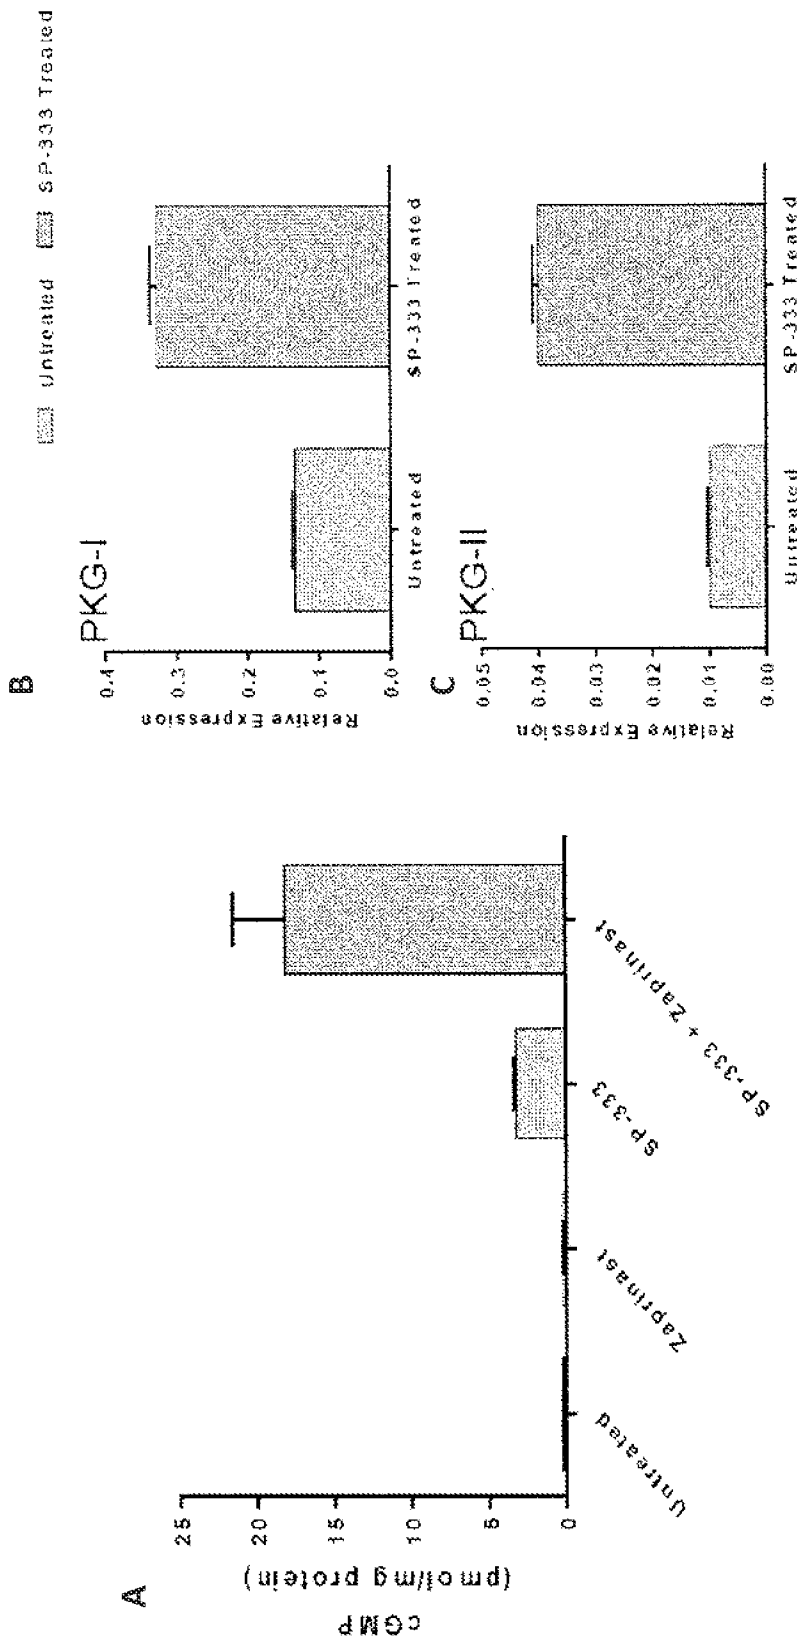 A
cGMP
(pmol/mg protein)
25
20
15
10
5
0
Untreated
Zaprinast
SP-333
SP-333 + Zaprinast
Untreated
SP-333 Treated
B
PKG-I
Relative Expression
0.4
0.3
0.2
0.1
0.0
Untreated
SP-333 Treated
C
PKG-II
Relative Expression
0.05
0.04
0.03
0.02
0.01
0.00
Untreated
SP-333 Treated